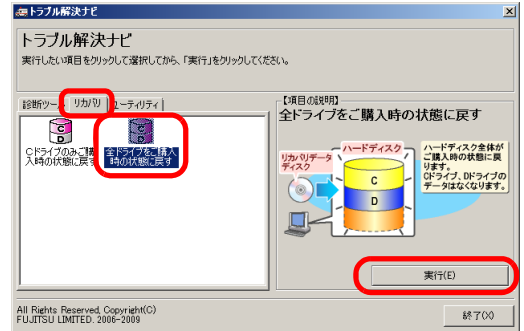 トラブル解決ナビ
トラブル解決ナビ
実行したい項目をクリックして選択してから、「実行」をクリックしてください。
診断ツール リカバリ ユーティリティ
Cドライブのみご購入時の状態に戻す
全ドライブをご購入
時の状態に戻す
【項目の説明】
全ドライブをご購入時の状態に戻す
リカバリデータ
ディスク
ハードディスク
C
D
ハードディスク全体が
ご購入時の状態に戻
ります。
Cドライブ、Dドライブの
データはなくなります。
実行(E)
All Rights Reserved, Copyright(C)
FUJITSU LIMITED. 2006-2009
終了(X)